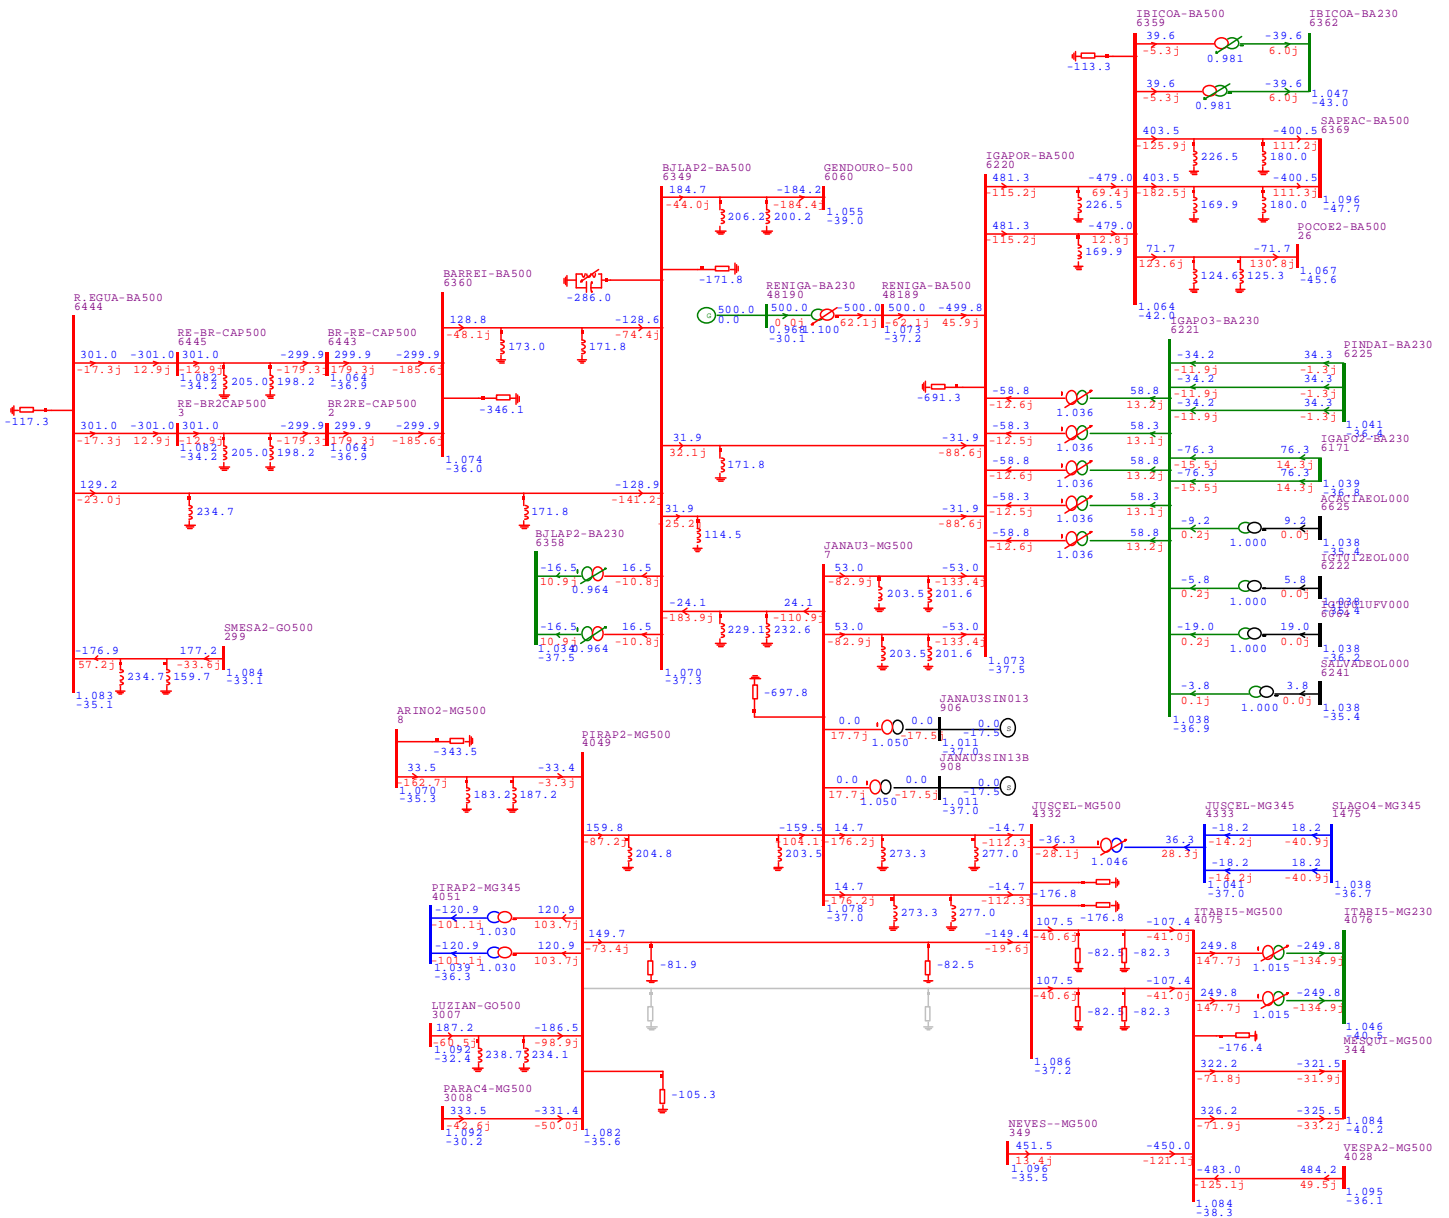 IBICOA-BA500
6359
39.6
-39.6
-5.3j
6.0j
0.981
-113.3
39.6
-39.6
-5.3j
6.0j
0.981
IBICOA-BA230
6362
1.047
-43.0
SAPEAC-BA500
6369
403.5
-400.5
-125.9j
111.2j
226.5
180.0
403.5
-400.5
-182.5j
111.3j
169.9
180.0
1.096
-47.7
POCOE2-BA500
26
71.7
-71.7
123.6j
130.8j
124.6
125.3
1.067
-45.6
1.064
-42.0
IGAPOR-BA500
6220
481.3
-479.0
-115.2j
69.4j
226.5
481.3
-479.0
-115.2j
12.8j
169.9
BJLAP2-BA500
6349
184.7
-184.2
-44.0j
-184.4j
206.2
200.2
GENDOURO-500
6060
1.055
-39.0
-171.8
-286.0
RENIGA-BA230
48190
500.0
0.0
500.0
-500.0
0.0j
62.1j
0.968
1.100
-30.1
RENIGA-BA500
48189
500.0
-499.8
-62.1j
45.9j
1.073
-37.2
BARREI-BA500
6360
128.8
-128.6
-48.1j
-74.4j
173.0
171.8
-346.1
1.074
-36.0
R.EGUA-BA500
6444
RE-BR-CAP500
6445
BR-RE-CAP500
6443
301.0
-301.0
301.0
-299.9
299.9
-299.9
-17.3j
12.9j
-12.9j
-179.3j
179.3j
-185.6j
1.082
-34.2
205.0
198.2
1.064
-36.9
-117.3
RE-BR2CAP500
3
BR2RE-CAP500
2
301.0
-301.0
301.0
-299.9
299.9
-299.9
-17.3j
12.9j
-12.9j
-179.3j
179.3j
-185.6j
1.082
-34.2
205.0
198.2
1.064
-36.9
129.2
-128.9
-23.0j
-141.2j
234.7
171.8
IGAPO3-BA230
6221
PINDAI-BA230
6225
-34.2
34.3
-11.9j
-1.3j
-34.2
34.3
-11.9j
-1.3j
-34.2
34.3
-11.9j
-1.3j
1.041
-691.3
-58.8
58.8
-12.6j
13.2j
1.036
-58.3
58.3
-12.5j
13.1j
1.036
-58.8
58.8
-12.6j
13.2j
1.036
-58.3
58.3
-12.5j
13.1j
1.036
-58.8
58.8
-12.6j
13.2j
1.036
IGAPO2-BA230
6171
-76.3
76.3
-15.5j
14.3j
-76.3
76.3
-15.5j
14.3j
1.039
-36.8
ACACIAEOL000
6625
-9.2
9.2
0.2j
0.0j
1.000
1.038
-35.4
IGTU12EOL000
6222
-5.8
5.8
0.2j
0.0j
1.000
-19.0
19.0
0.2j
0.0j
1.000
1.038
-36.2
SALVADEOL000
6241
-3.8
3.8
0.1j
0.0j
1.000
1.038
-35.4
1.038
-36.9
31.9
-31.9
32.1j
-88.6j
171.8
31.9
-31.9
-88.6j
114.5
BJLAP2-BA230
6358
-16.5
16.5
10.9j
-10.8j
0.964
-16.5
16.5
10.9j
-10.8j
0.964
1.034
-37.5
-24.1
24.1
-183.9j
-110.9j
229.1
232.6
1.070
-37.3
JANAU3-MG500
7
53.0
-53.0
-82.9j
-133.4j
203.5
201.6
53.0
-53.0
-82.9j
-133.4j
203.5
201.6
1.073
-37.5
SMESA2-GO500
299
-176.9
177.2
57.2j
-33.6j
234.7
159.7
1.084
-33.1
1.083
-35.1
-697.8
JANAU3SIN013
906
0.0
0.0
0.0
17.7j
-17.5j
-17.5
1.050
1.011
-37.0
JANAU3SIN13B
908
0.0
0.0
0.0
17.7j
-17.5j
-17.5
1.050
1.011
-37.0
ARINO2-MG500
8
-343.5
33.5
-33.4
-162.7j
-3.3j
1.070
-35.3
183.2
187.2
PIRAP2-MG500
4049
159.8
-159.5
-87.2j
-104.1j
204.8
203.5
14.7
-14.7
-176.2j
-112.3j
273.3
277.0
14.7
-14.7
-176.2j
-112.3j
273.3
277.0
1.078
-37.0
JUSCEL-MG500
4332
-36.3
36.3
-28.1j
28.3j
1.046
-176.8
-176.8
JUSCEL-MG345
4333
SLAGO4-MG345
1475
-18.2
18.2
-14.2j
-40.9j
-18.2
18.2
-14.2j
-40.9j
1.041
-37.0
1.038
-36.7
PIRAP2-MG345
4051
-120.9
120.9
-101.1j
103.7j
1.030
-120.9
120.9
-101.1j
103.7j
1.039
1.030
-36.3
149.7
-149.4
-73.4j
-19.6j
-81.9
-82.5
107.5
-107.4
-40.6j
-41.0j
-82.5
-82.3
107.5
-107.4
-40.6j
-41.0j
-82.5
-82.3
1.086
-37.2
ITABI5-MG500
4075
ITABI5-MG230
4076
249.8
-249.8
147.7j
-134.9j
1.015
249.8
-249.8
147.7j
-134.9j
1.015
1.046
-40.5
-176.4
MESQUI-MG500
344
322.2
-321.5
-71.8j
-31.9j
326.2
-325.5
-71.9j
-33.2j
1.084
-40.2
LUZIAN-GO500
3007
187.2
-186.5
-60.5j
-98.9j
1.092
-32.4
238.7
234.1
-105.3
PARAC4-MG500
3008
333.5
-331.4
-42.6j
-50.0j
1.092
-30.2
1.082
-35.6
NEVES--MG500
349
451.5
-450.0
13.4j
-121.1j
1.096
-35.5
VESPA2-MG500
4028
-483.0
484.2
-125.1j
49.5j
1.095
-36.1
1.084
-38.3